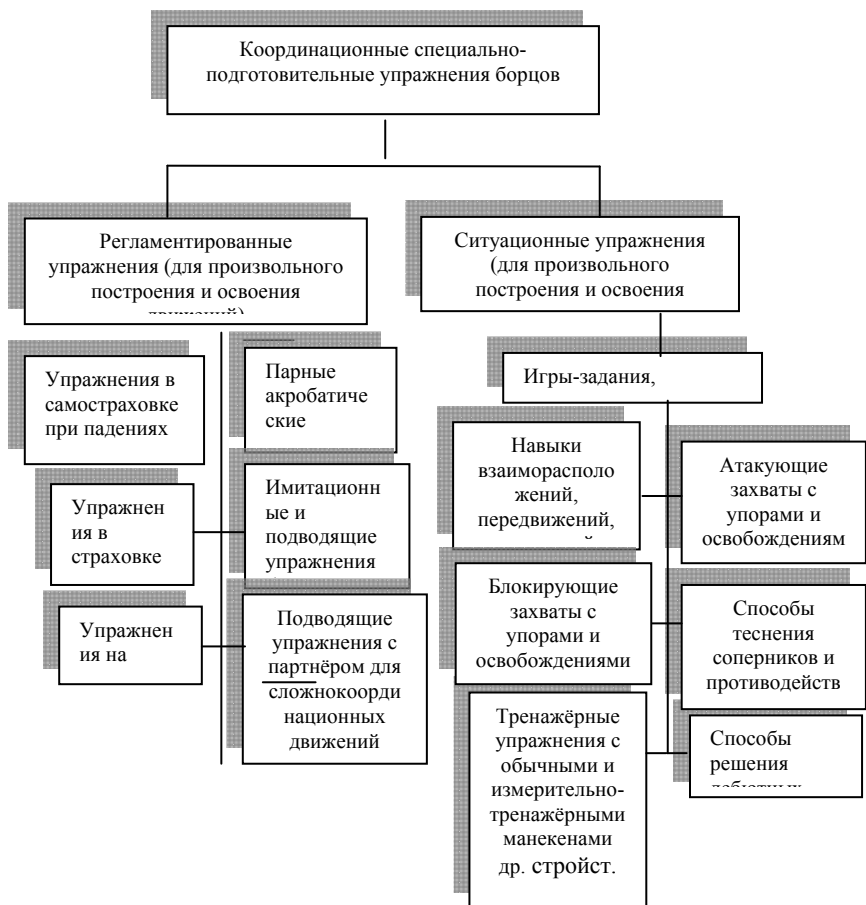 Координационные специально-
подготовительные упражнения борцов
Регламентированные
упражнения (для произвольного
построения и освоения
движений)
Ситуационные упражнения
(для произвольного
построения и освоения
Упражнения в
самостраховке
при падениях
Парные
акробатиче
ские
Игры-задания,
Упражнен
ия в
страховке
Имитационн
ые и
подводящие
упражнения
Навыки
взаиморасполо
жений,
передвижений,
Атакующие
захваты с
упорами и
освобождениям
Упражнен
ия на
Подводящие
упражнения с
партнёром для
сложнокоорди
национных
движений
Блокирующие
захваты с
упорами и
освобождениями
Способы
теснения
соперников и
противодейств
Тренажёрные
упражнения с
обычными и
измерительно-
тренажёрными
манекенами
др. стройст.
Способы
решения
дебютных